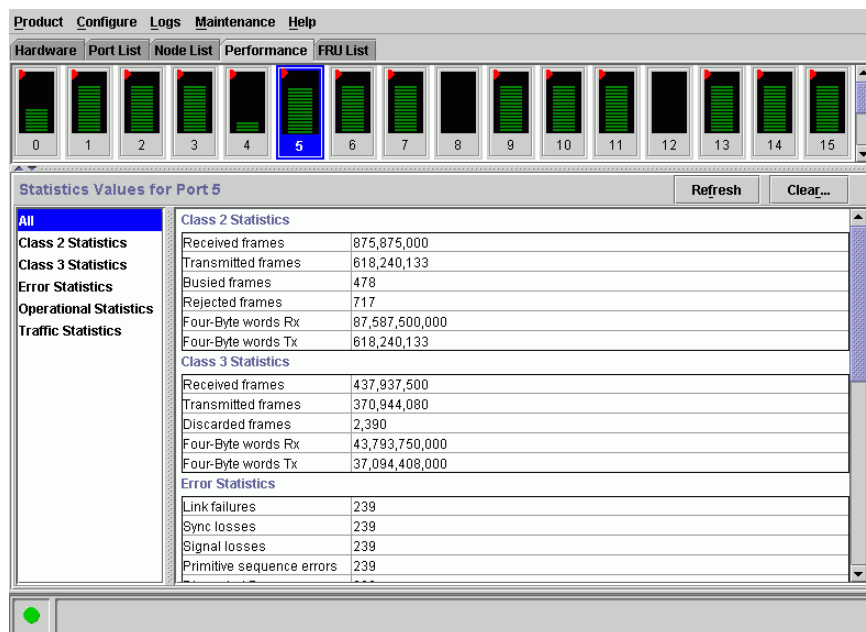 Product Configure Logs Maintenance Help
Hardware Port List Node List Performance FRU List
0 1 2 3 4 5 6 7 8 9 10 11 12 13 14 15
Statistics Values for Port 5
Refresh Clear...
All
Class 2 Statistics
Class 3 Statistics
Error Statistics
Operational Statistics
Traffic Statistics
Class 2 Statistics
Received frames 875,875,000
Transmitted frames 618,240,133
Busied frames 478
Rejected frames 717
Four-Byte words Rx 87,587,500,000
Four-Byte words Tx 618,240,133
Class 3 Statistics
Received frames 437,937,500
Transmitted frames 370,944,080
Discarded frames 2,390
Four-Byte words Rx 43,793,750,000
Four-Byte words Tx 37,094,408,000
Error Statistics
Link failures 239
Sync losses 239
Signal losses 239
Primitive sequence errors 239